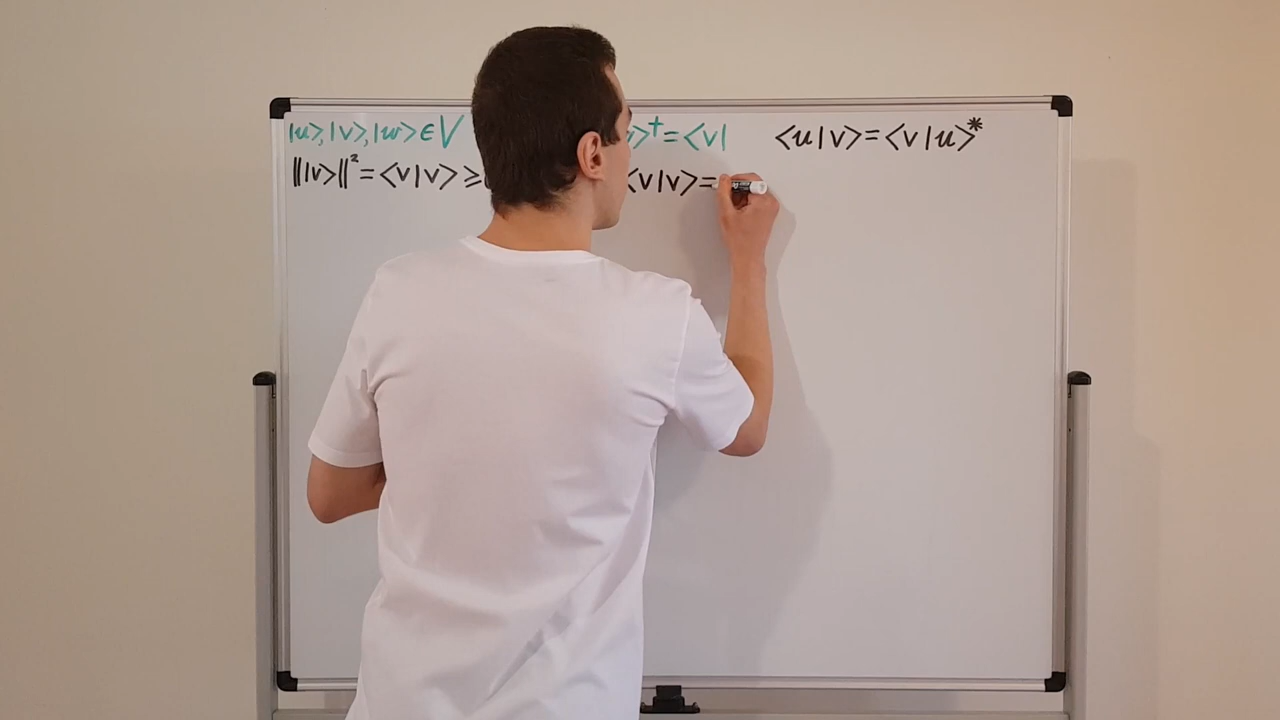 |u>,|v>,|w> ∈ V >† = <v| <u|v> = <v|u>*
|||v>||² = <v|v> ≥ <v|v> =